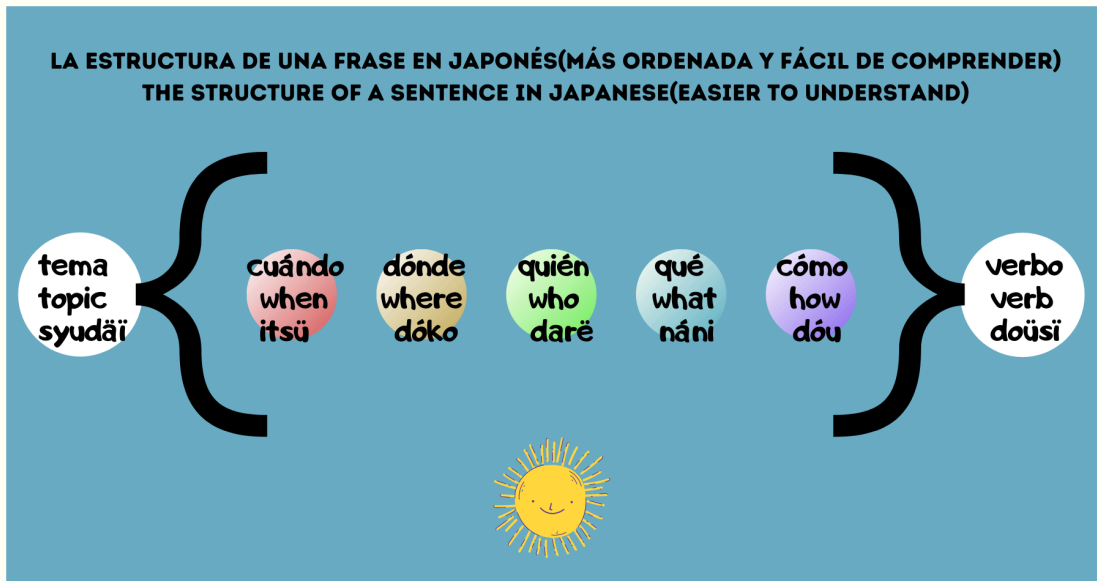 LA ESTRUCTURA DE UNA FRASE EN JAPONÉS(MÁS ORDENADA Y FÁCIL DE COMPRENDER)
THE STRUCTURE OF A SENTENCE IN JAPANESE(EASIER TO UNDERSTAND)
tema
topic
syudäï
cuándo
when
itsü
dónde
where
dóko
quién
who
darë
qué
what
náni
cómo
how
dóu
verbo
verb
doüsï